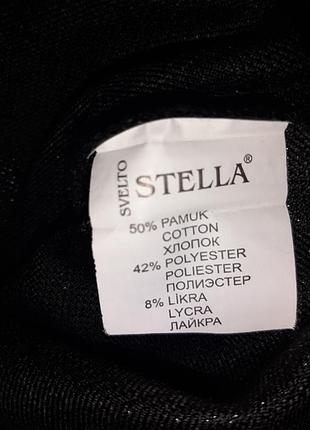 SVELTO
STELLA®
50% PAMUK
COTTON
ХЛОПОК
42% POLYESTER
POLIESTER
ПОЛИЭСТЕР
8% LİKRA
LYCRA
ЛАЙКРА